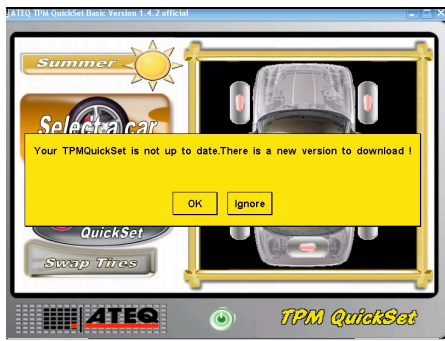 ATEQ TPM QuickSet Basic Version 1.4.2 official
Summer
Select a car
Your TPMQuickSet is not up to date.There is a new version to download !
OK
Ignore
QuickSet
Swap Tires
ATEQ
TPM QuickSet